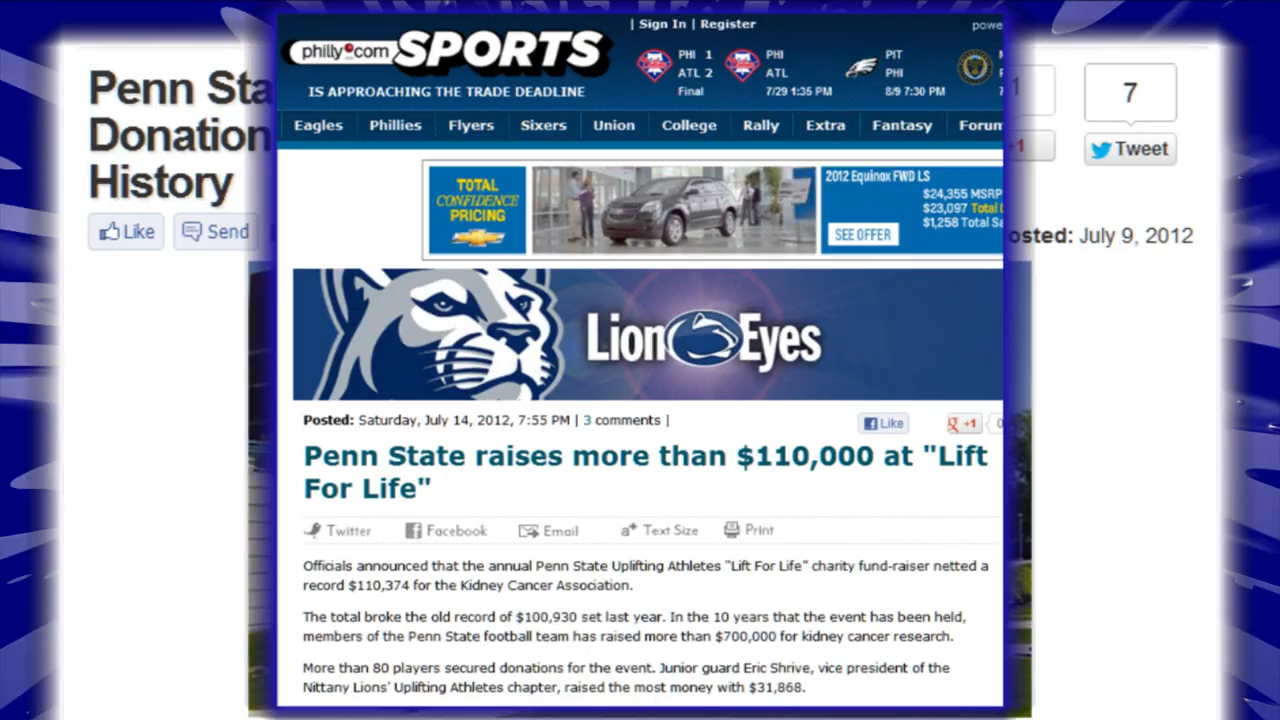 Penn Sta
Donation
History
Like
Send
1
+1
7
Tweet
osted: July 9, 2012
| Sign In | Register
powe
philly.com SPORTS
IS APPROACHING THE TRADE DEADLINE
PHI 1
ATL 2
Final
PHI
ATL
7/29 1:35 PM
PIT
PHI
8/9 7:30 PM
Eagles Phillies Flyers Sixers Union College Rally Extra Fantasy Forum
TOTAL
CONFIDENCE
PRICING
2012 Equinox FWD LS
$24,355 MSRP
$23,097 Total
$1,258 Total Sa
SEE OFFER
Lion Eyes
Posted: Saturday, July 14, 2012, 7:55 PM | 3 comments |
Like
+1
0
Penn State raises more than $110,000 at "Lift
For Life"
Twitter Facebook Email a+ Text Size Print
Officials announced that the annual Penn State Uplifting Athletes "Lift For Life" charity fund-raiser netted a
record $110,374 for the Kidney Cancer Association.
The total broke the old record of $100,930 set last year. In the 10 years that the event has been held,
members of the Penn State football team has raised more than $700,000 for kidney cancer research.
More than 80 players secured donations for the event. Junior guard Eric Shrive, vice president of the
Nittany Lions' Uplifting Athletes chapter, raised the most money with $31,868.